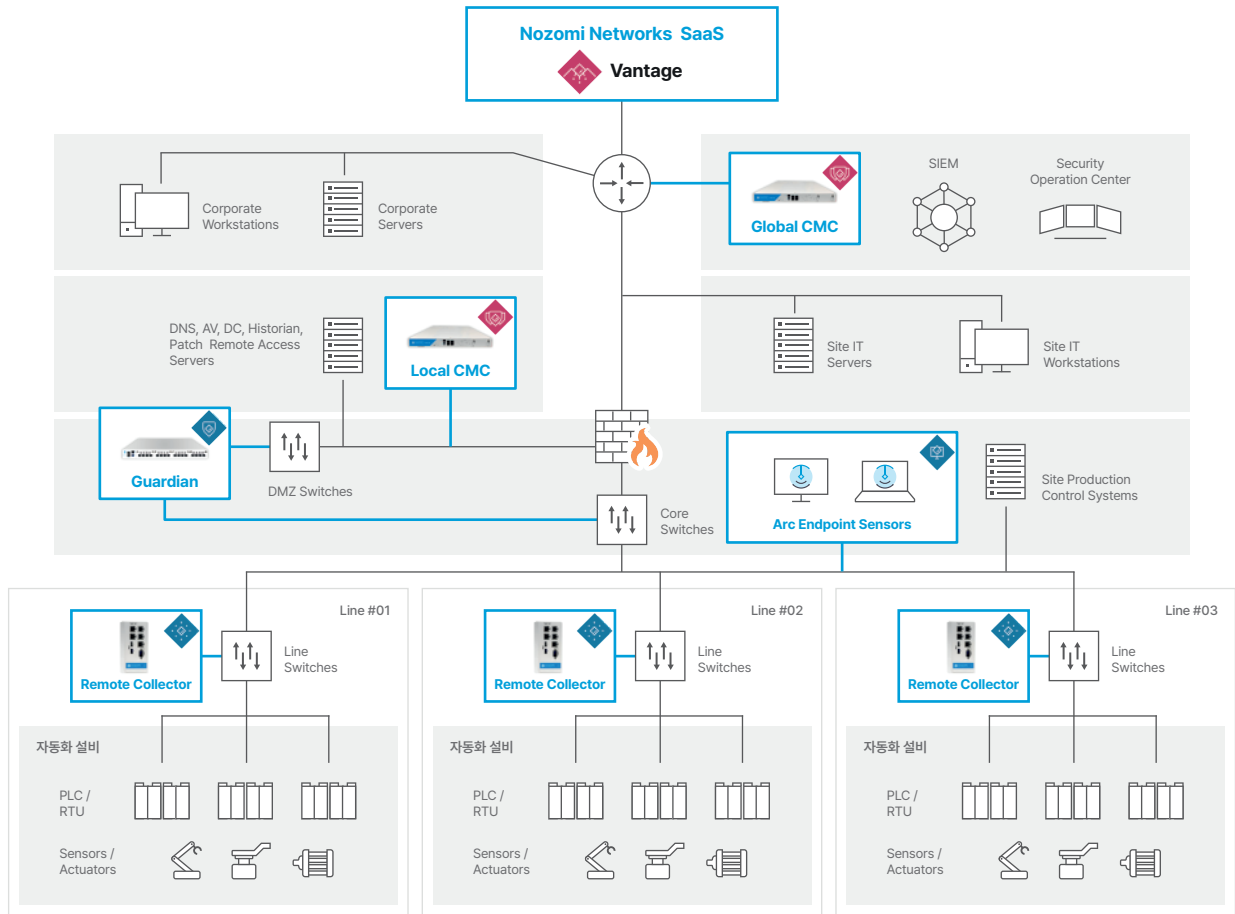 Nozomi Networks SaaS
Vantage
Corporate
Workstations
Corporate
Servers
Global CMC
SIEM
Security
Operation Center
DNS, AV, DC, Historian,
Patch Remote Access
Servers
Local CMC
Site IT
Servers
Site IT
Workstations
Guardian
DMZ Switches
Core
Switches
Arc Endpoint Sensors
Site Production
Control Systems
Line #01
Remote Collector
Line
Switches
자동화 설비
PLC /
RTU
Sensors /
Actuators
Line #02
Remote Collector
Line
Switches
자동화 설비
PLC /
RTU
Sensors /
Actuators
Line #03
Remote Collector
Line
Switches
자동화 설비
PLC /
RTU
Sensors /
Actuators